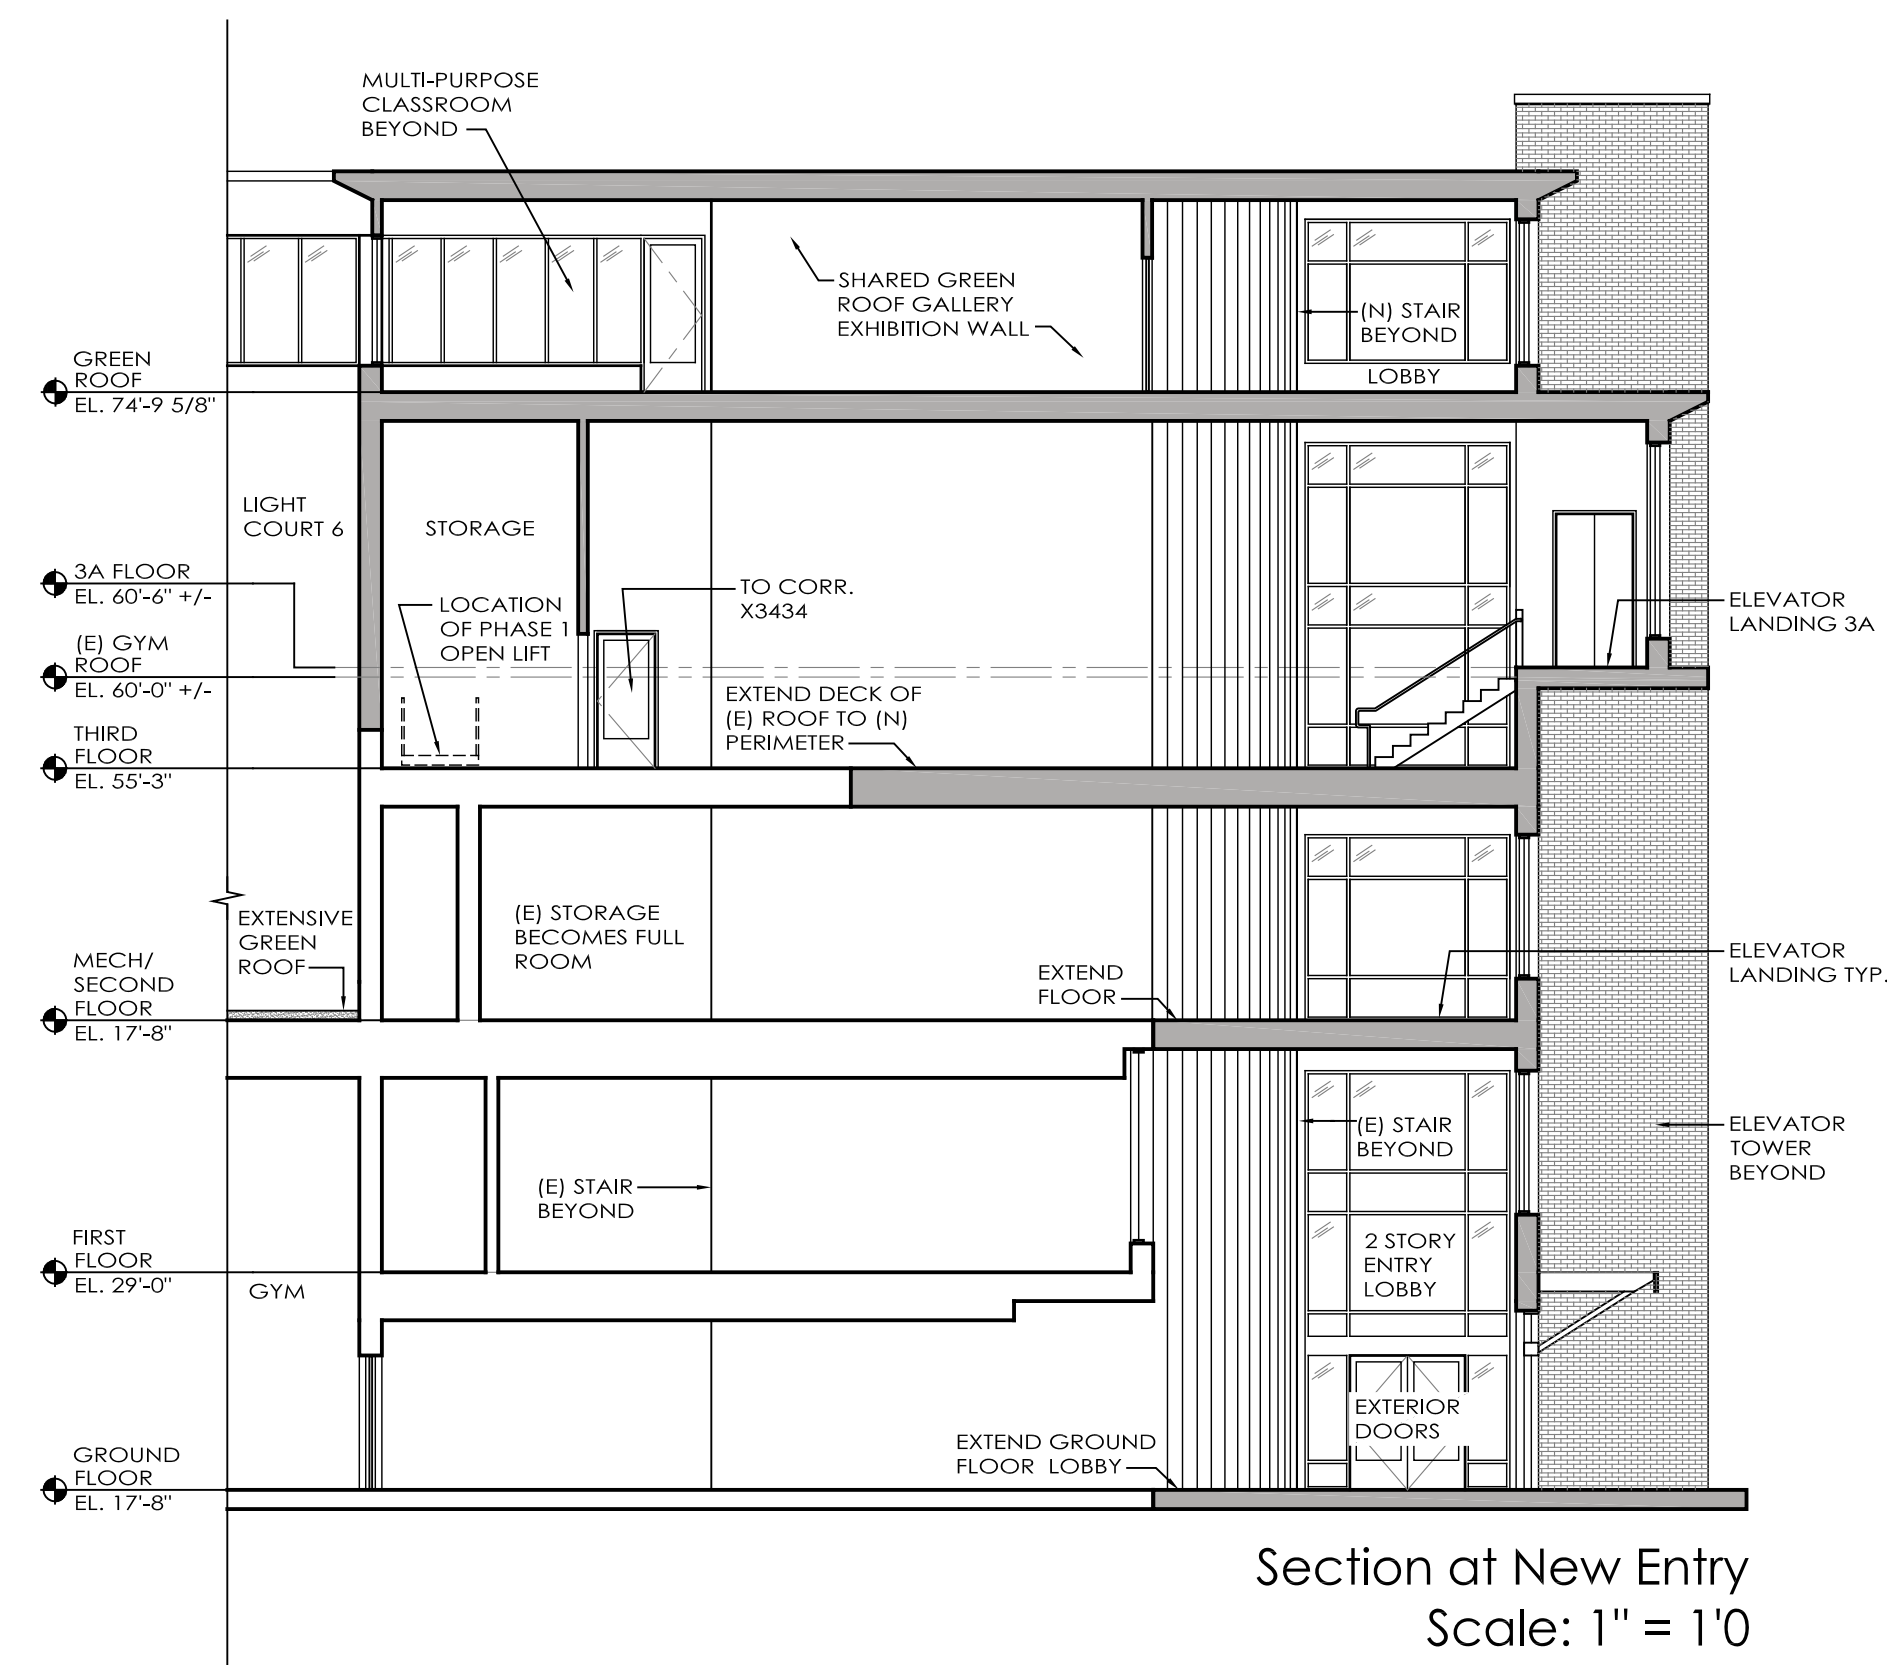 MULTI-PURPOSE
CLASSROOM
BEYOND
SHARED GREEN
ROOF GALLERY
EXHIBITION WALL
(N) STAIR
BEYOND
LOBBY
GREEN
ROOF
EL. 74'-9 5/8"
LIGHT
COURT 6
STORAGE
3A FLOOR
EL. 60'-6" +/-
LOCATION
OF PHASE 1
OPEN LIFT
TO CORR.
X3434
ELEVATOR
LANDING 3A
(E) GYM
ROOF
EL. 60'-0" +/-
EXTEND DECK OF
(E) ROOF TO (N)
PERIMETER
THIRD
FLOOR
EL. 55'-3"
EXTENSIVE
GREEN
ROOF
(E) STORAGE
BECOMES FULL
ROOM
EXTEND
FLOOR
ELEVATOR
LANDING TYP.
MECH/
SECOND
FLOOR
EL. 17'-8"
(E) STAIR
BEYOND
(E) STAIR
BEYOND
ELEVATOR
TOWER
BEYOND
2 STORY
ENTRY
LOBBY
FIRST
FLOOR
EL. 29'-0"
GYM
EXTERIOR
DOORS
EXTEND GROUND
FLOOR LOBBY
GROUND
FLOOR
EL. 17'-8"
Section at New Entry
Scale: 1" = 1'0